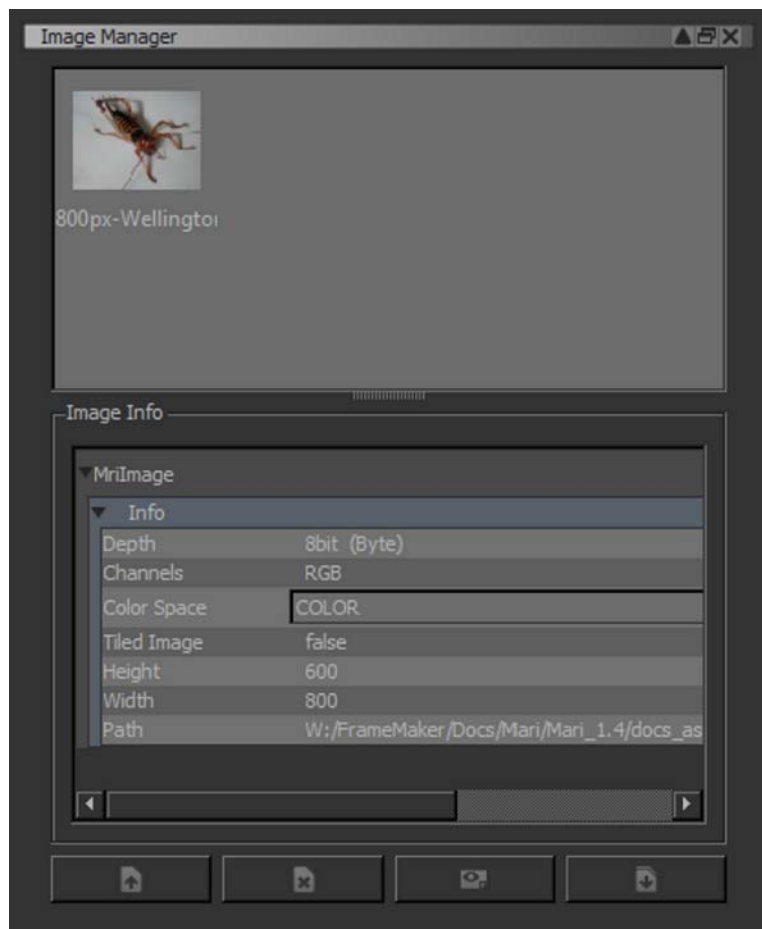 Image Manager
800px-Wellingto
Image Info
MriImage
Info
Depth 8bit (Byte)
Channels RGB
Color Space COLOR
Tiled Image false
Height 600
Width 800
Path W:/FrameMaker/Docs/Mari/Mari_1.4/docs_as